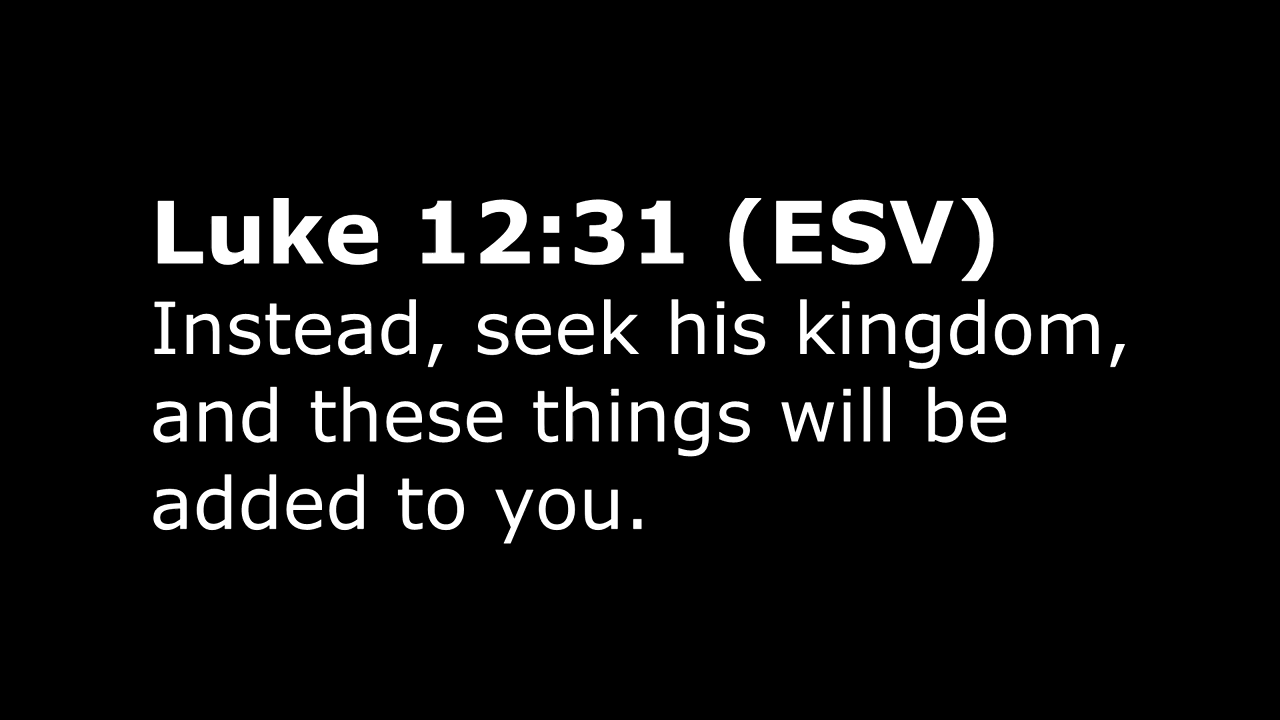 Luke 12:31 (ESV)
Instead, seek his kingdom,
and these things will be
added to you.